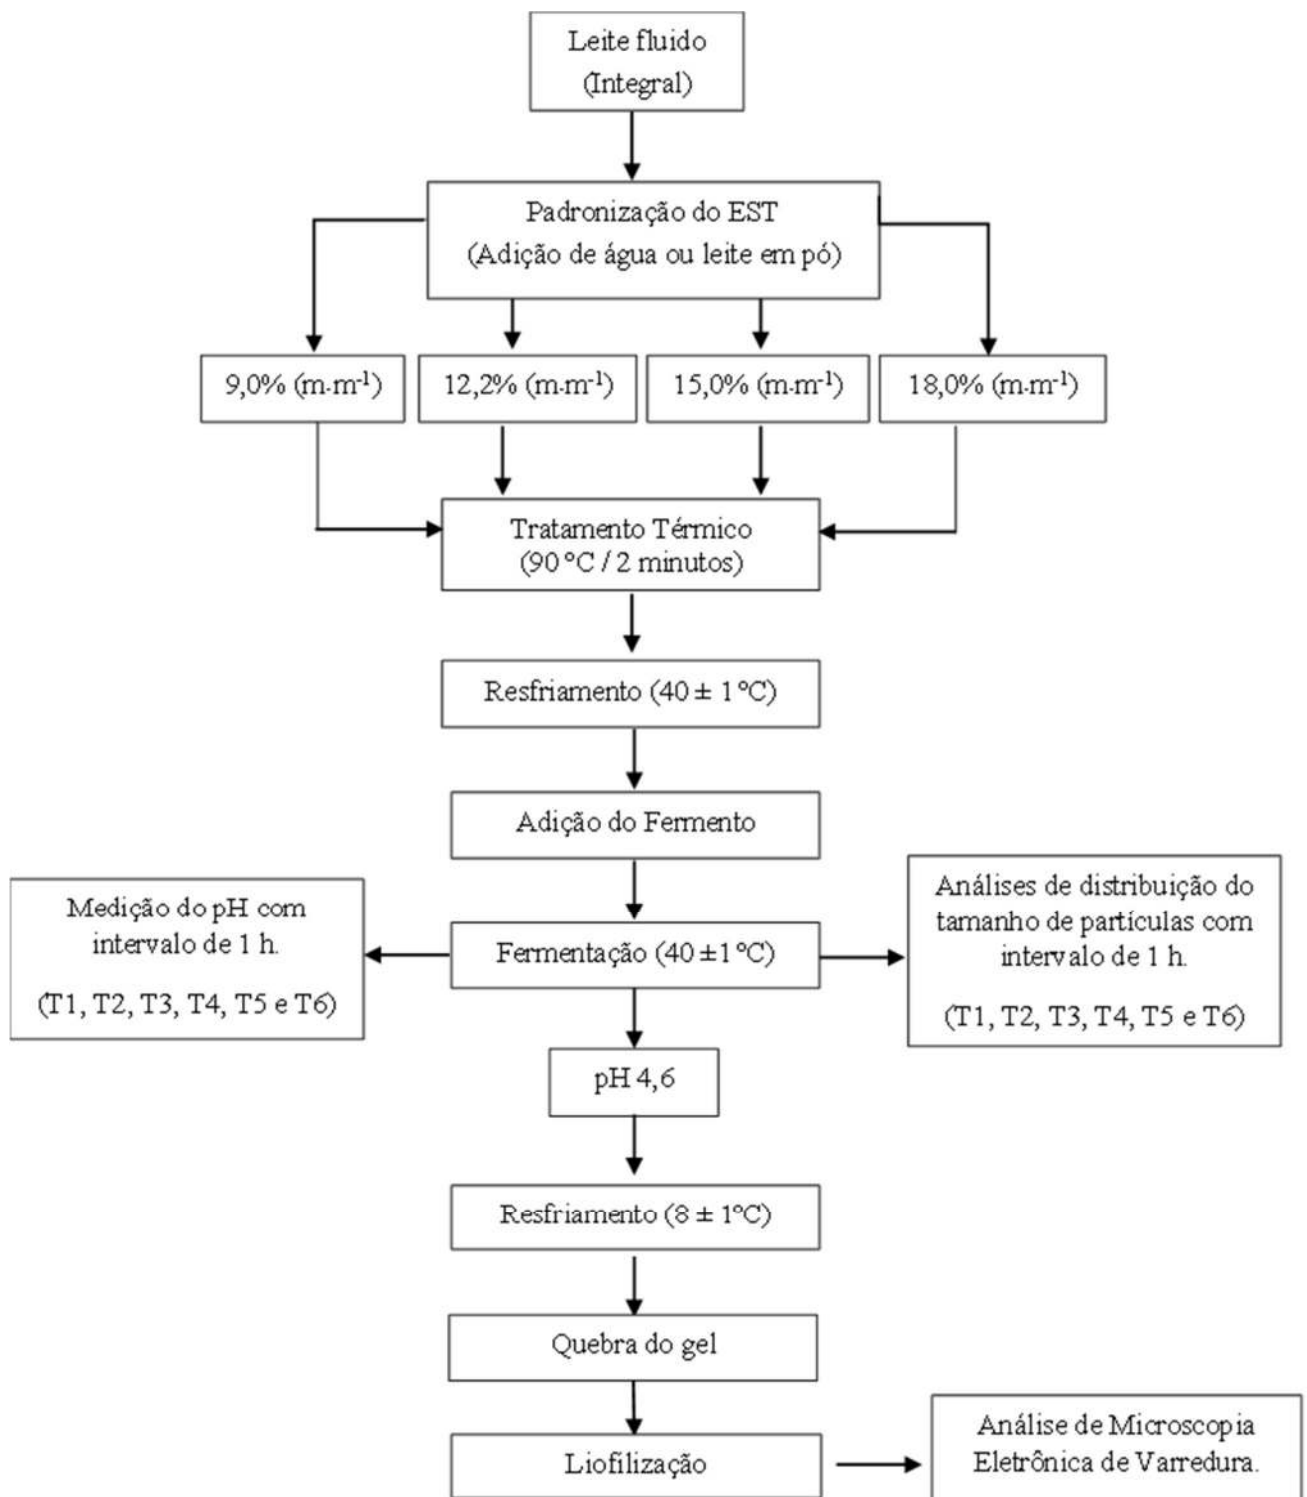 Leite fluido
(Integral)
Padronização do EST
(Adição de água ou leite em pó)
9,0% (m·m⁻¹)
12,2% (m·m⁻¹)
15,0% (m·m⁻¹)
18,0% (m·m⁻¹)
Tratamento Térmico
(90 ºC / 2 minutos)
Resfriamento (40 ± 1 ºC)
Adição do Fermento
Medição do pH com
intervalo de 1 h.
(T1, T2, T3, T4, T5 e T6)
Fermentação (40 ±1 ºC)
Análises de distribuição do
tamanho de partículas com
intervalo de 1 h.
(T1, T2, T3, T4, T5 e T6)
pH 4,6
Resfriamento (8 ± 1ºC)
Quebra do gel
Liofilização
Análise de Microscopia
Eletrônica de Varredura.